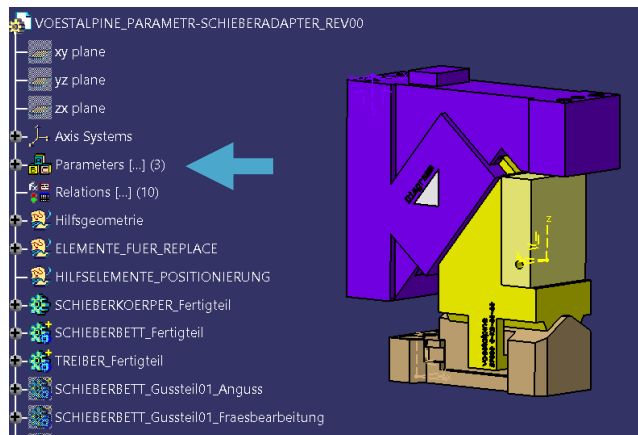 VOESTALPINE_PARAMETR-SCHIEBERADAPTER_REV00
xy plane
yz plane
zx plane
Axis Systems
Parameters [...] (3)
Relations [...] (10)
Hilfsgeometrie
ELEMENTE_FUER_REPLACE
HILFSELEMENTE_POSITIONIERUNG
SCHIEBERKOERPER_Fertigteil
SCHIEBERBETT_Fertigteil
TREIBER_Fertigteil
SCHIEBERBETT_Gussteil01_Anguss
SCHIEBERBETT_Gussteil01_Fraesbearbeitung
z